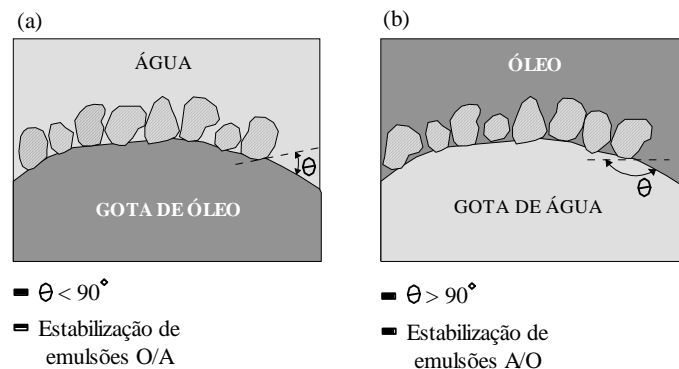 (a)
ÁGUA
θ
GOTA DE ÓLEO
θ < 90°
Estabilização de
emulsões O/A
(b)
ÓLEO
θ
GOTA DE ÁGUA
θ > 90°
Estabilização de
emulsões A/O